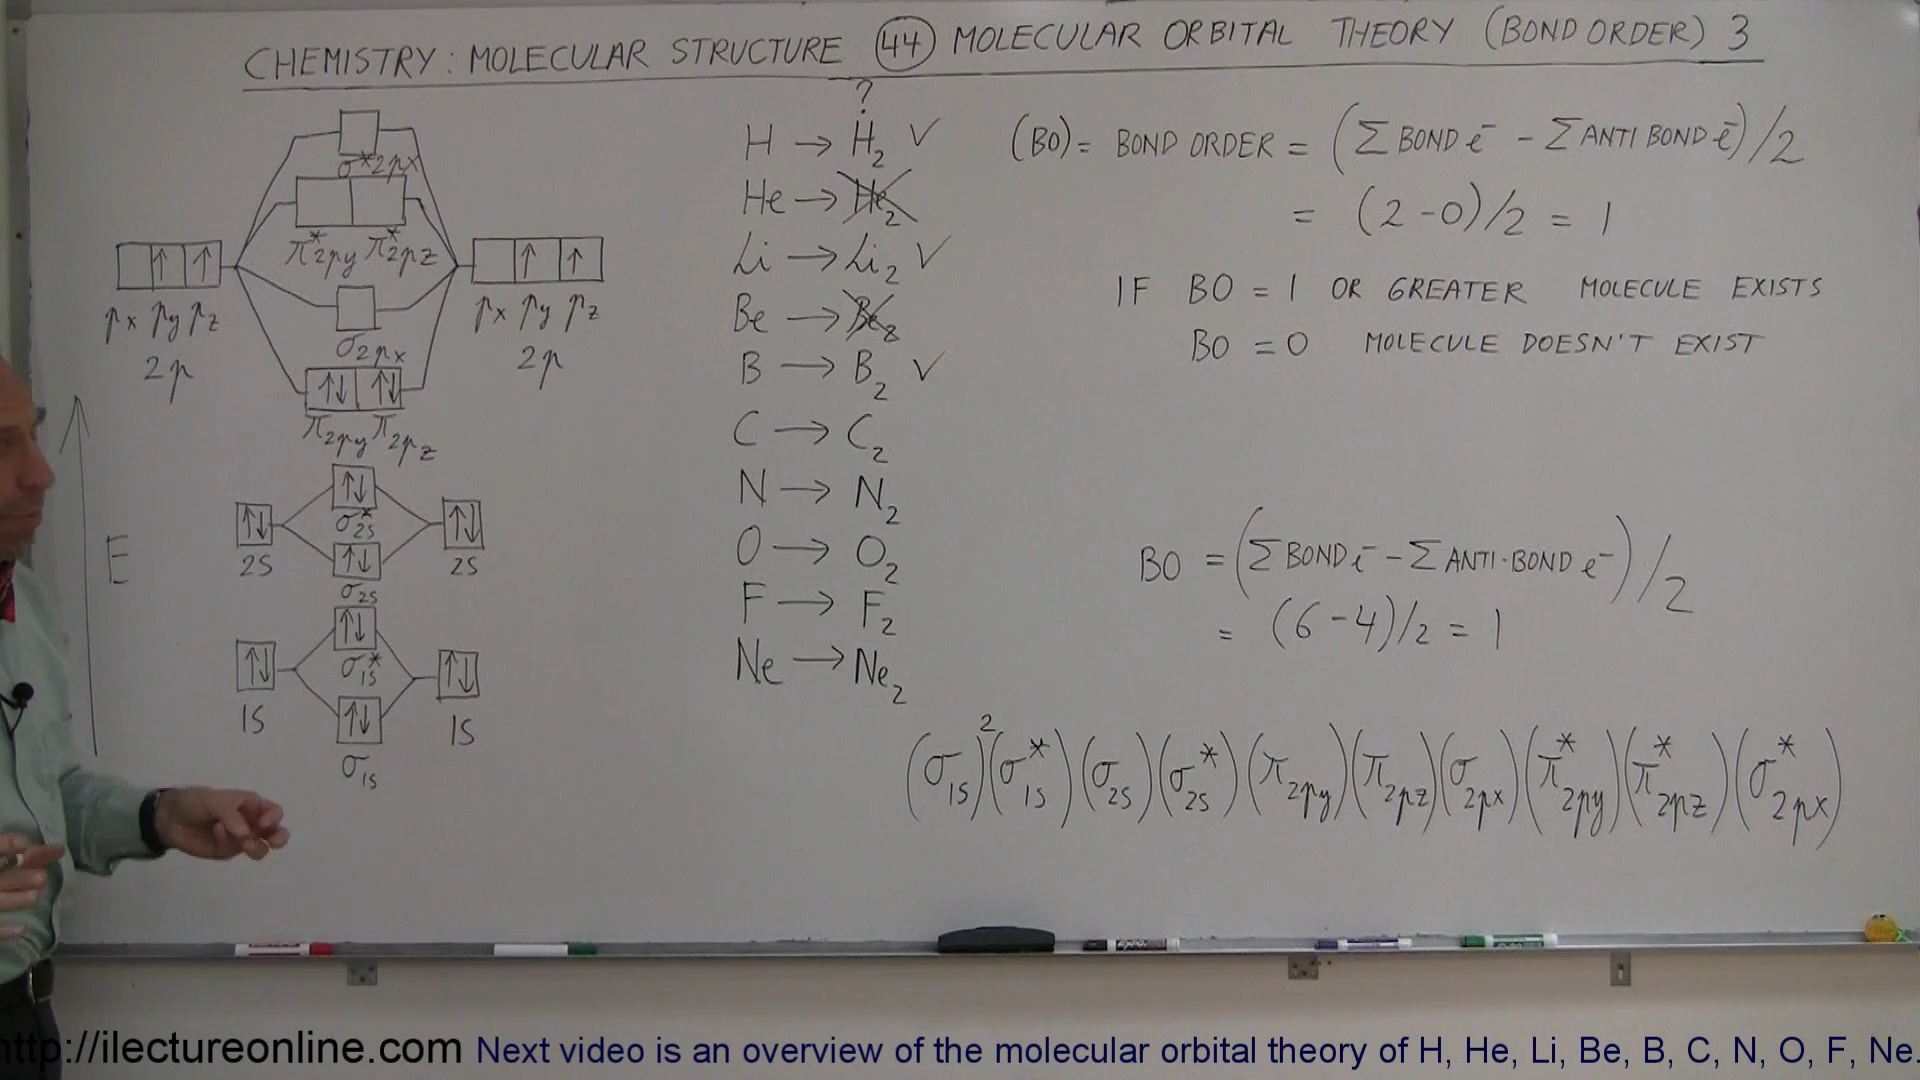 CHEMISTRY: MOLECULAR STRUCTURE (44) MOLECULAR ORBITAL THEORY (BOND ORDER) 3
σ*2px
π*2py π*2pz
↑ ↑
↑ ↑
px py pz
px py pz
2p
2p
σ2px
↑↓ ↑↓
π2py π2pz
E
↑↓
↑↓ ↑↓
σ*2s
2S 2S
↑↓
σ2s
↑↓
↑↓ ↑↓
σ*1s
1S 1S
↑↓
σ1s
?
H → H2 ✓
He → He2
Li → Li2 ✓
Be → Be2
B → B2 ✓
C → C2
N → N2
O → O2
F → F2
Ne → Ne2
(BO) = BOND ORDER = (Σ BOND e⁻ - Σ ANTI BOND e⁻)/2
= (2-0)/2 = 1
IF BO = 1 OR GREATER MOLECULE EXISTS
BO = 0 MOLECULE DOESN'T EXIST
BO = (Σ BOND e⁻ - Σ ANTI-BOND e⁻)/2
= (6-4)/2 = 1
(σ1s)²(σ*1s)(σ2s)(σ*2s)(π2py)(π2pz)(σ2px)(π*2py)(π*2pz)(σ*2px)
http://ilectureonline.com Next video is an overview of the molecular orbital theory of H, He, Li, Be, B, C, N, O, F, Ne.